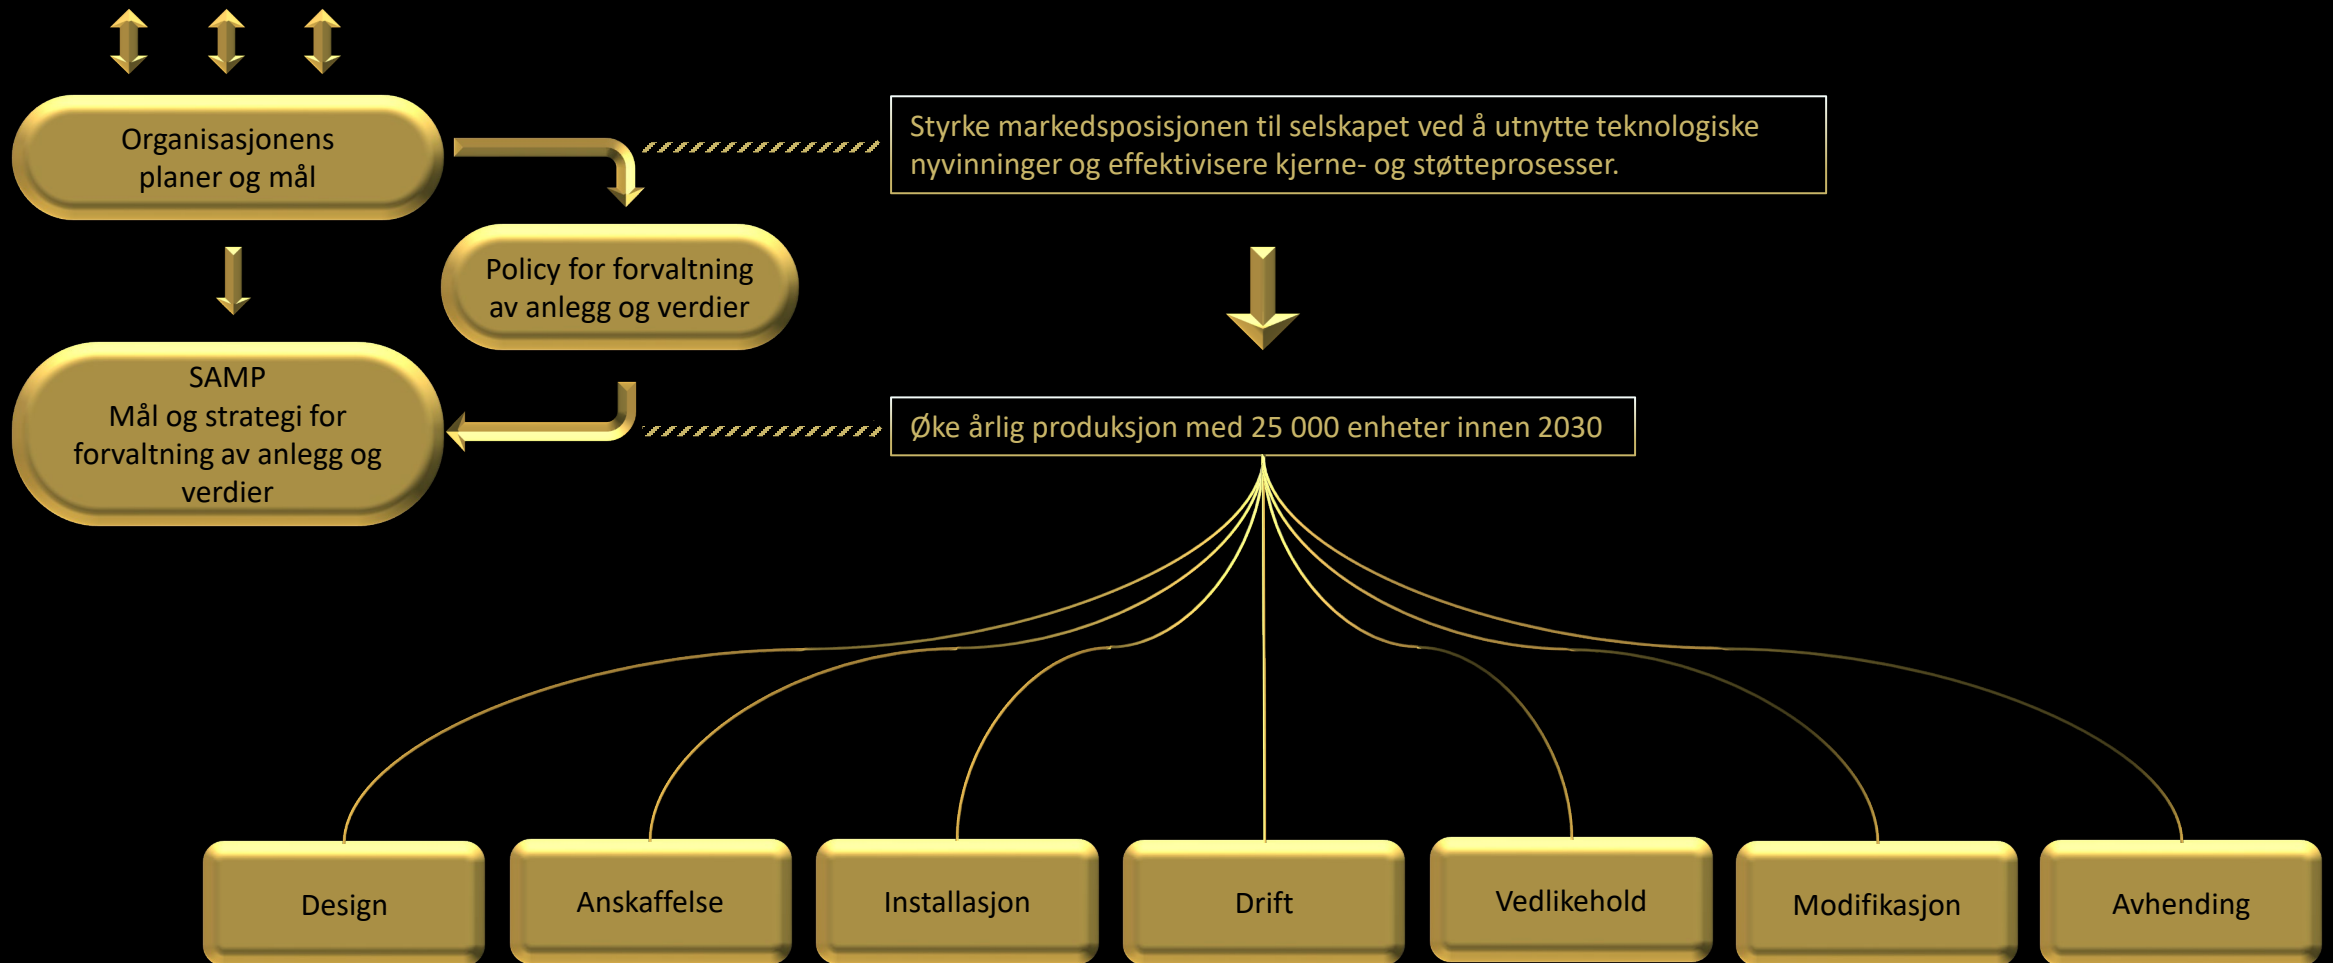 Organisasjonens
planer og mål
Styrke markedsposisjonen til selskapet ved å utnytte teknologiske
nyvinninger og effektivisere kjerne- og støtteprosesser.
Policy for forvaltning
av anlegg og verdier
SAMP
Mål og strategi for
forvaltning av anlegg og
verdier
Øke årlig produksjon med 25 000 enheter innen 2030
Design
Anskaffelse
Installasjon
Drift
Vedlikehold
Modifikasjon
Avhending